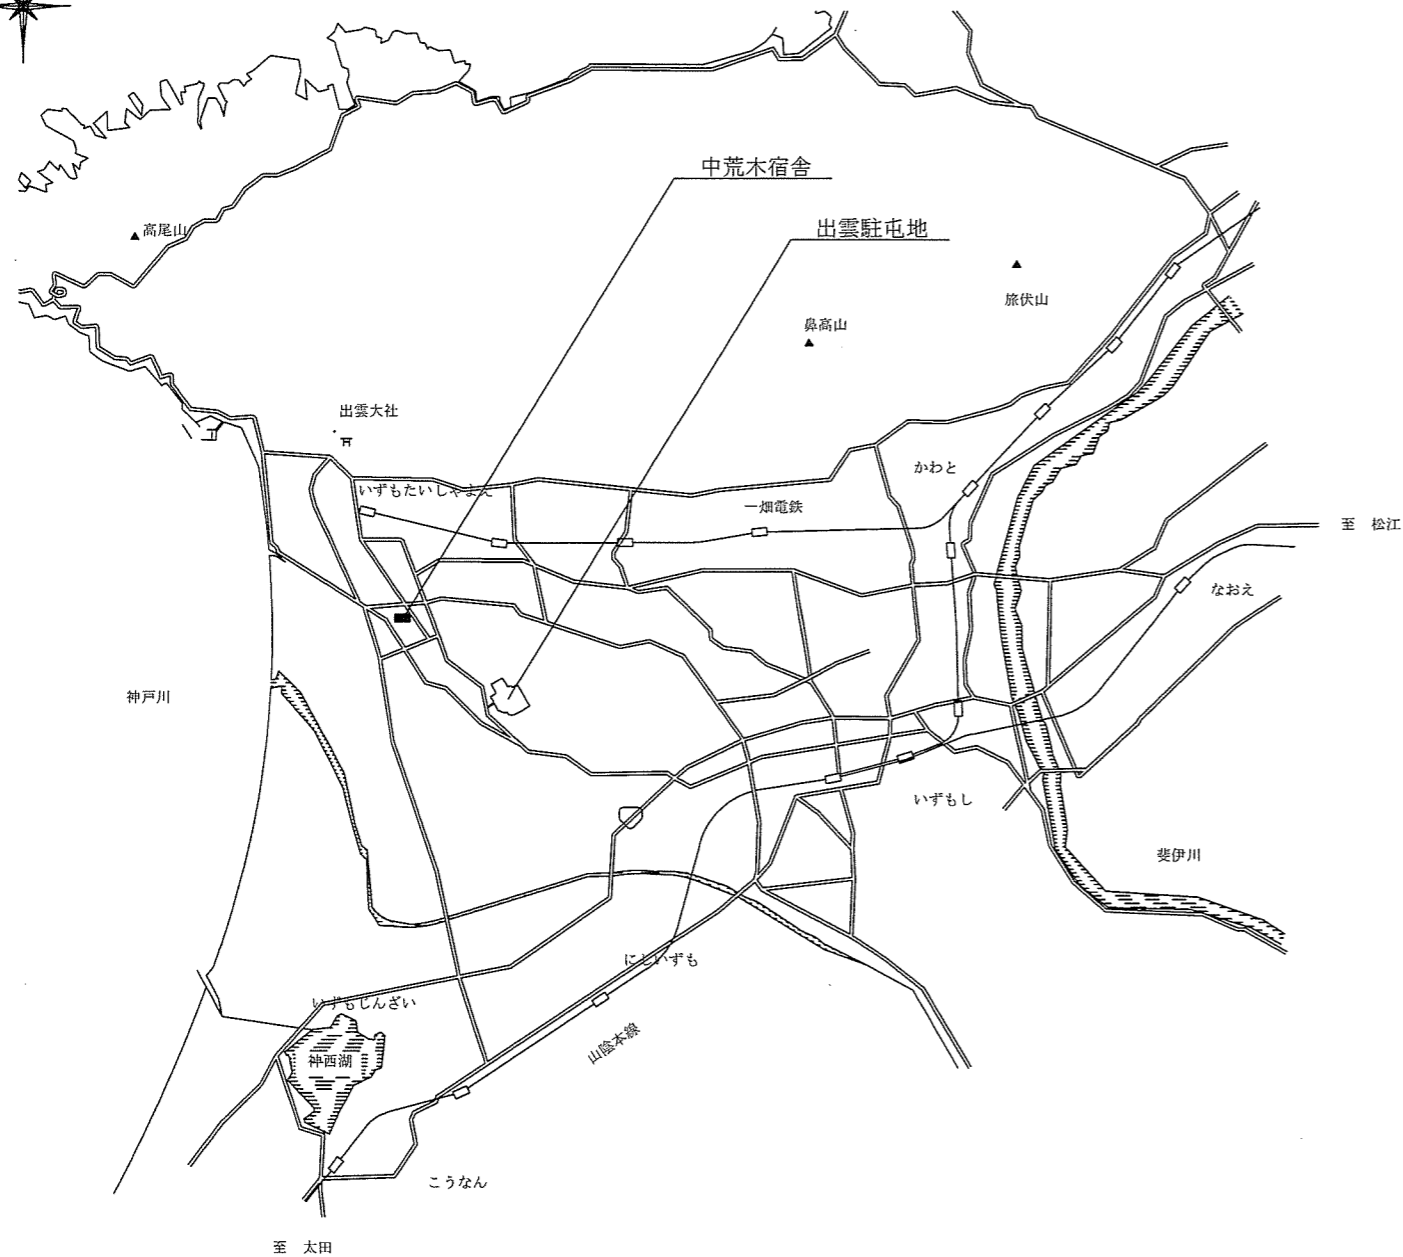 中荒木宿舎
高尾山
出雲駐屯地
旅伏山
鼻高山
出雲大社
かわと
いずもたいしゃまえ
一畑電鉄
至 松江
なおえ
神戸川
いずもし
斐伊川
にしいずも
いずもじんざい
山陰本線
神西湖
こうなん
至 太田